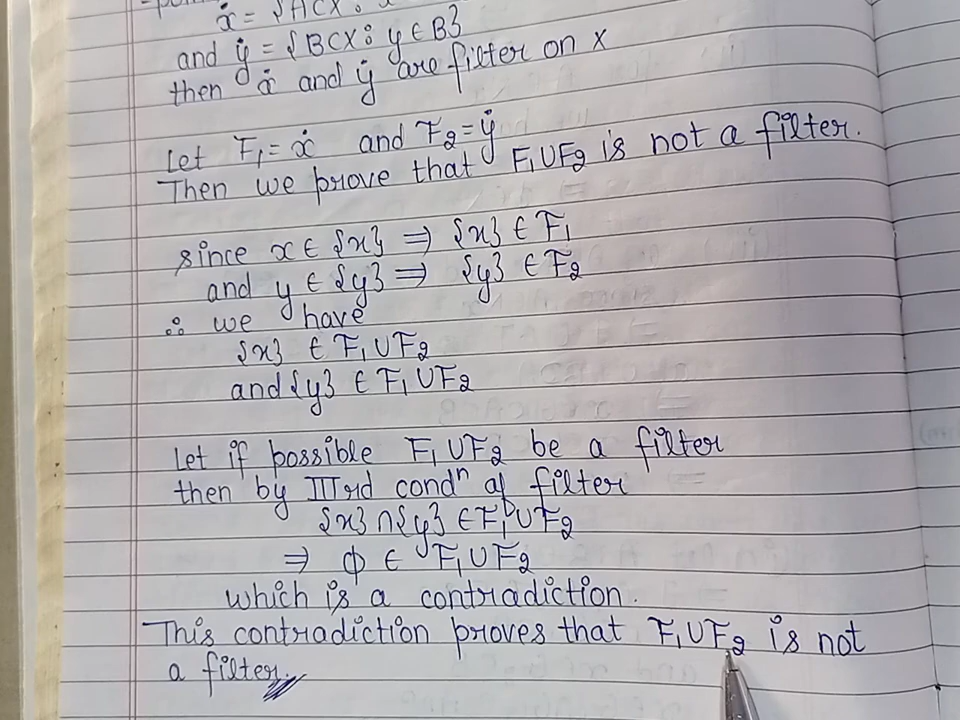 ẋ = {A⊂X :
and ẏ = {B⊂X : y∈B}
then ẋ and ẏ are filter on x
Let F₁ = ẋ and F₂ = ẏ
Then we prove that F₁∪F₂ is not a filter.
since x ∈ {x} ⇒ {x} ∈ F₁
and y ∈ {y} ⇒ {y} ∈ F₂
∴ we have
{x} ∈ F₁∪F₂
and {y} ∈ F₁∪F₂
Let if possible F₁∪F₂ be a filter
then by IIIrd condⁿ of filter
{x}∩{y} ∈ F₁∪F₂
⇒ ϕ ∈ F₁∪F₂
which is a contradiction.
This contradiction proves that F₁∪F₂ is not
a filter.